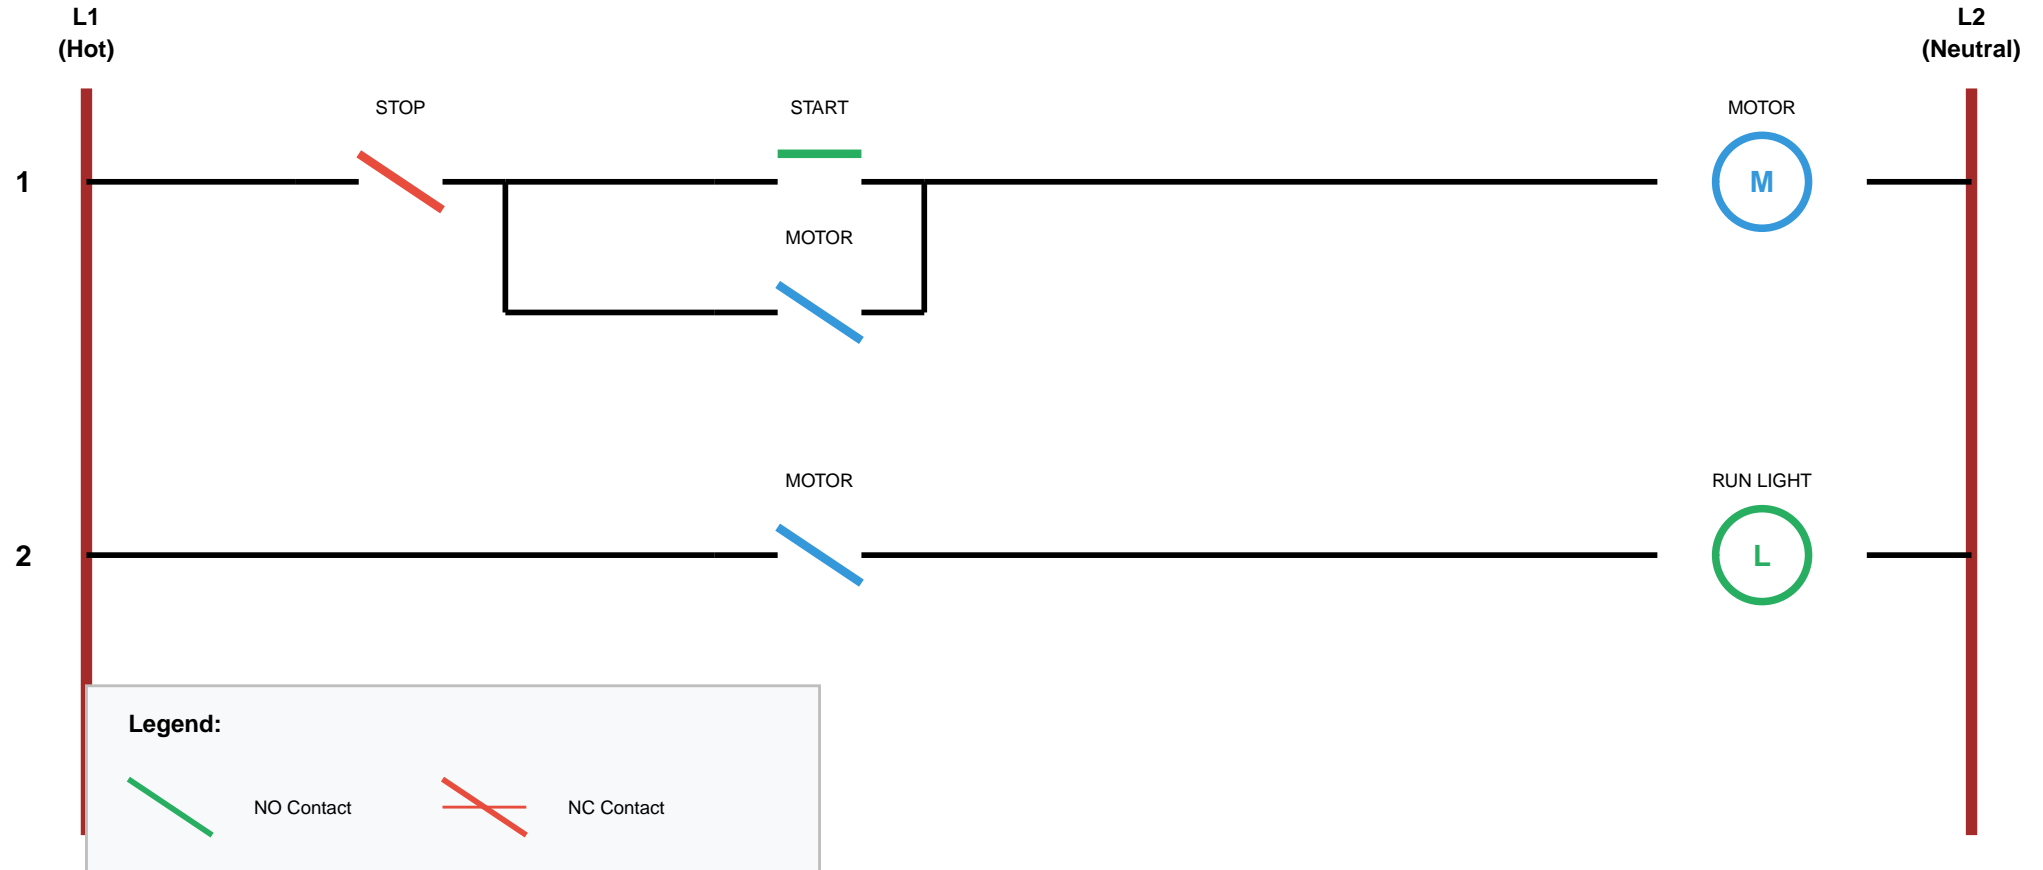 L1
(Hot)
L2
(Neutral)
STOP
START
MOTOR
1
M
MOTOR
MOTOR
RUN LIGHT
2
L
Legend:
NO Contact
NC Contact